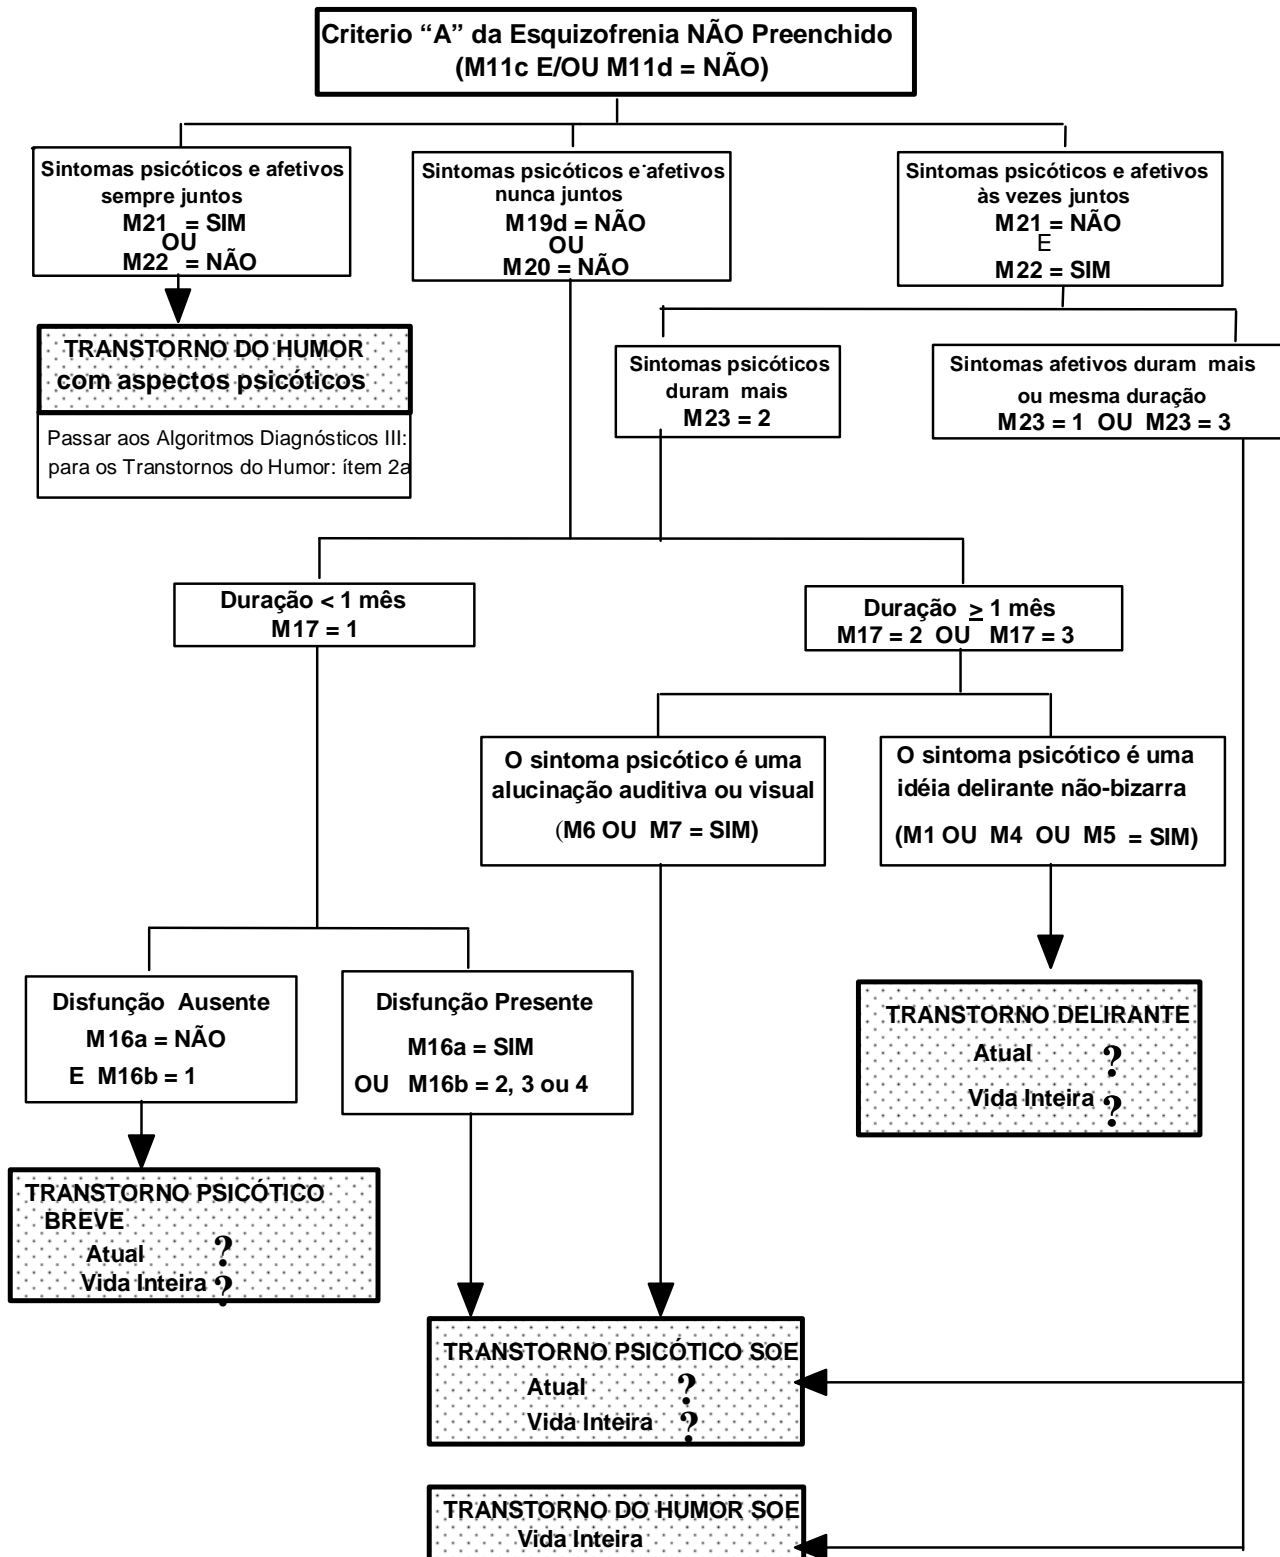 Criterio “A” da Esquizofrenia NÃO Preenchido
(M11c E/OU M11d = NÃO)
Sintomas psicóticos e afetivos
sempre juntos
M21 = SIM
OU
M22 = NÃO
Sintomas psicóticos e afetivos
nunca juntos
M19d = NÃO
OU
M20 = NÃO
Sintomas psicóticos e afetivos
às vezes juntos
M21 = NÃO
E
M22 = SIM
TRANSTORNO DO HUMOR
com aspectos psicóticos
Passar aos Algoritmos Diagnósticos III:
para os Transtornos do Humor: ítem 2a
Sintomas psicóticos
duram mais
M23 = 2
Sintomas afetivos duram mais
ou mesma duração
M23 = 1 OU M23 = 3
Duração < 1 mês
M17 = 1
Duração ≥ 1 mês
M17 = 2 OU M17 = 3
O sintoma psicótico é uma
alucinação auditiva ou visual
(M6 OU M7 = SIM)
O sintoma psicótico é uma
idéia delirante não-bizarra
(M1 OU M4 OU M5 = SIM)
Disfunção Ausente
M16a = NÃO
E M16b = 1
Disfunção Presente
M16a = SIM
OU M16b = 2, 3 ou 4
TRANSTORNO DELIRANTE
Atual ?
Vida Inteira ?
TRANSTORNO PSICÓTICO
BREVE
Atual ?
Vida Inteira ?
TRANSTORNO PSICÓTICO SOE
Atual ?
Vida Inteira ?
TRANSTORNO DO HUMOR SOE
Vida Inteira